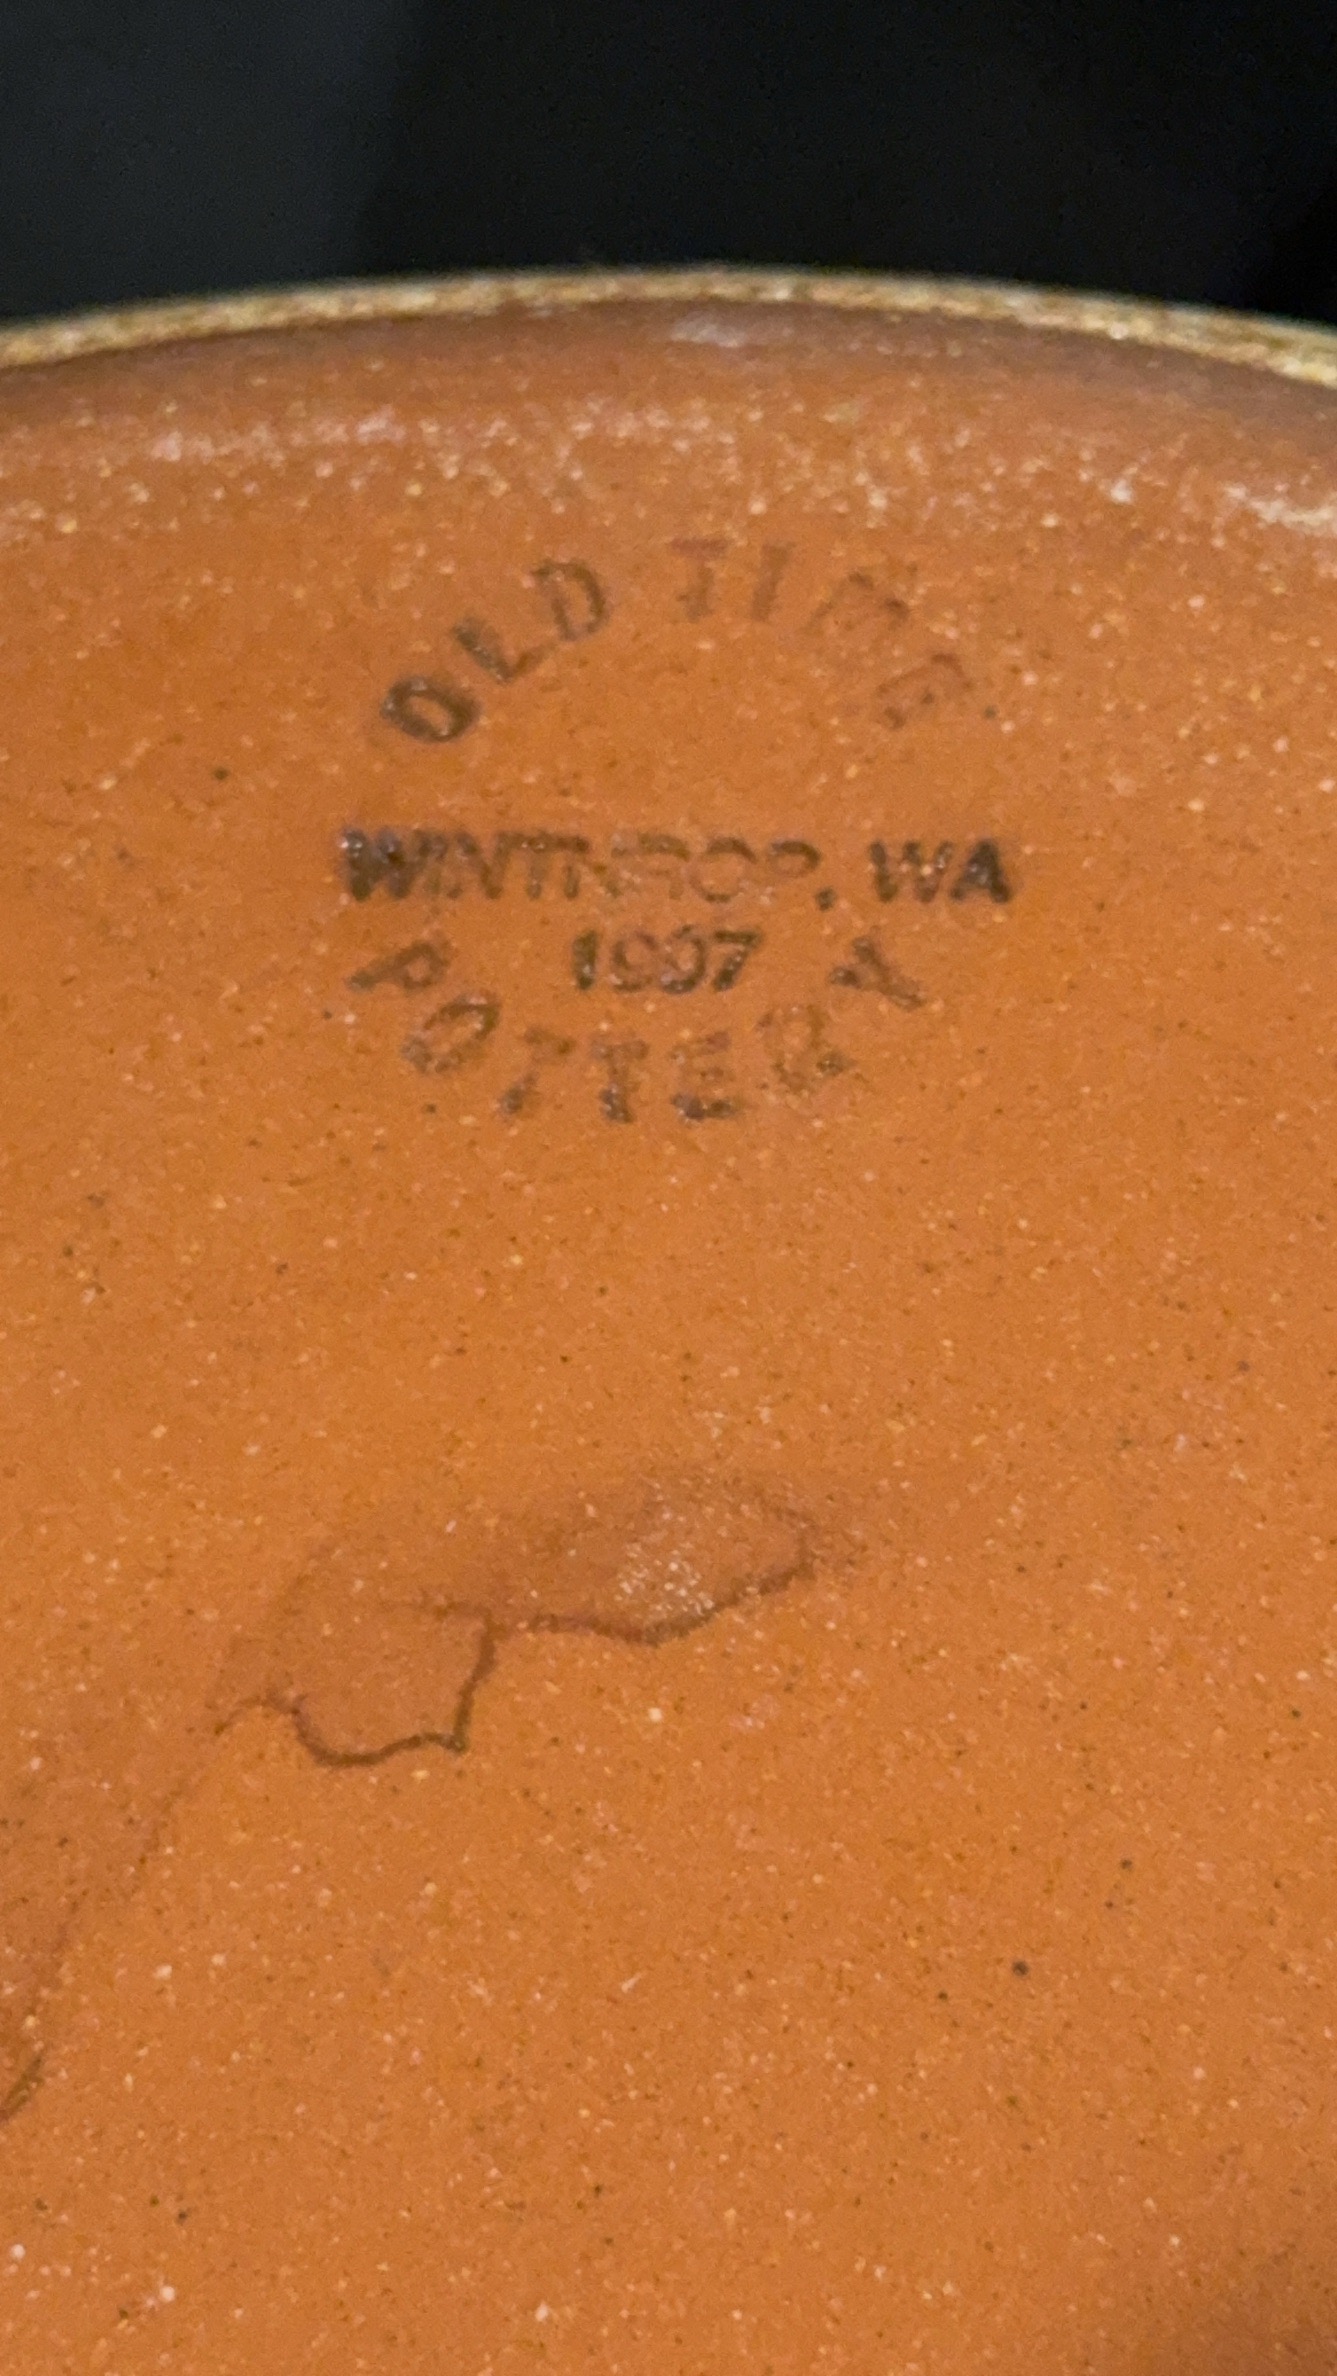 OLD TIME
WINTHROP, WA
1997
POTTERY